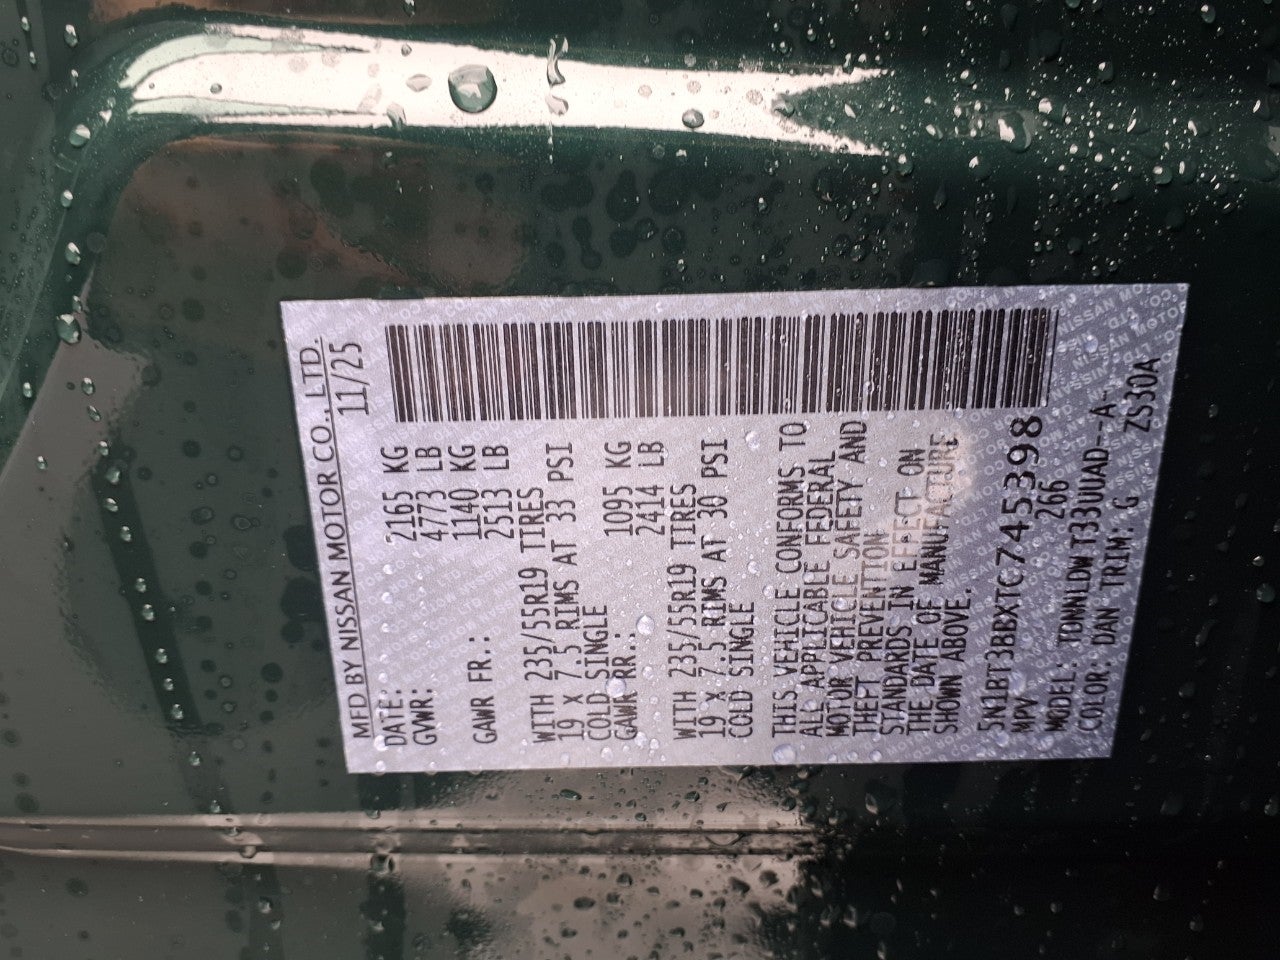 MFD BY NISSAN MOTOR CO., LTD.
DATE: 11/25
GVWR: 2165 KG
4773 LB
GAWR FR.: 1140 KG
2513 LB
WITH 235/55R19 TIRES
19 X 7.5 RIMS AT 33 PSI
COLD SINGLE
GAWR RR.: 1095 KG
2414 LB
WITH 235/55R19 TIRES
19 X 7.5 RIMS AT 30 PSI
COLD SINGLE
THIS VEHICLE CONFORMS TO
ALL APPLICABLE FEDERAL
MOTOR VEHICLE SAFETY AND
THEFT PREVENTION
STANDARDS IN EFFECT ON
THE DATE OF MANUFACTURE
SHOWN ABOVE.
5N1BT3BBXTC745398
MPV 266
MODEL: TONNLDW T33UUAD--A-
COLOR: DAN TRIM: G ZS30A